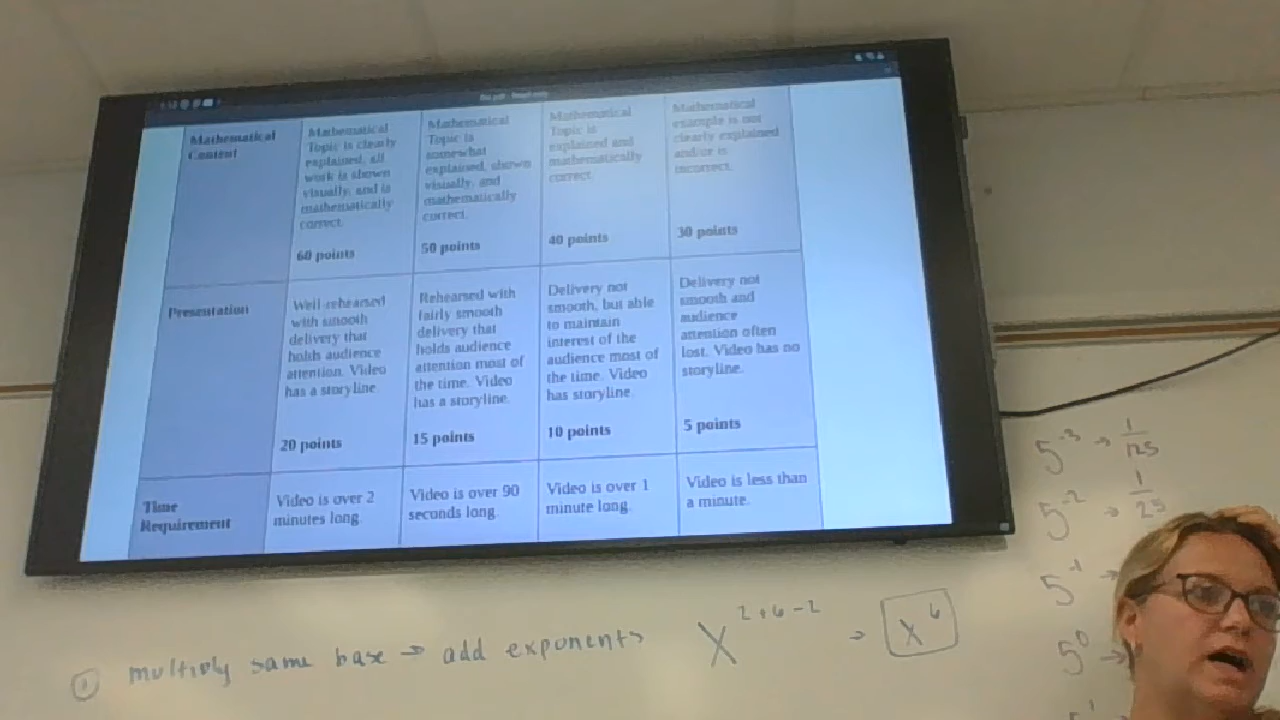 Mathematical
Content
Mathematical
Topic is clearly
explained, all
work is shown
visually, and is
mathematically
correct.
60 points
Mathematical
Topic is
somewhat
explained, shown
visually, and
mathematically
correct.
50 points
Mathematical
Topic is
explained and
mathematically
correct.
40 points
Mathematical
example is not
clearly explained
and/or is
incorrect.
30 points
Presentation
Well rehearsed
with smooth
delivery that
holds audience
attention. Video
has a storyline.
20 points
Rehearsed with
fairly smooth
delivery that
holds audience
attention most of
the time. Video
has a storyline.
15 points
Delivery not
smooth, but able
to maintain
interest of the
audience most of
the time. Video
has storyline.
10 points
Delivery not
smooth and
audience
attention often
lost. Video has no
storyline.
5 points
Time
Requirement
Video is over 2
minutes long.
Video is over 90
seconds long.
Video is over 1
minute long.
Video is less than
a minute.
5⁻³ → 1/125
5⁻² → 1/25
5⁻¹ →
5⁰ →
① multiply same base → add exponents x²⁺⁶⁻² → x⁶